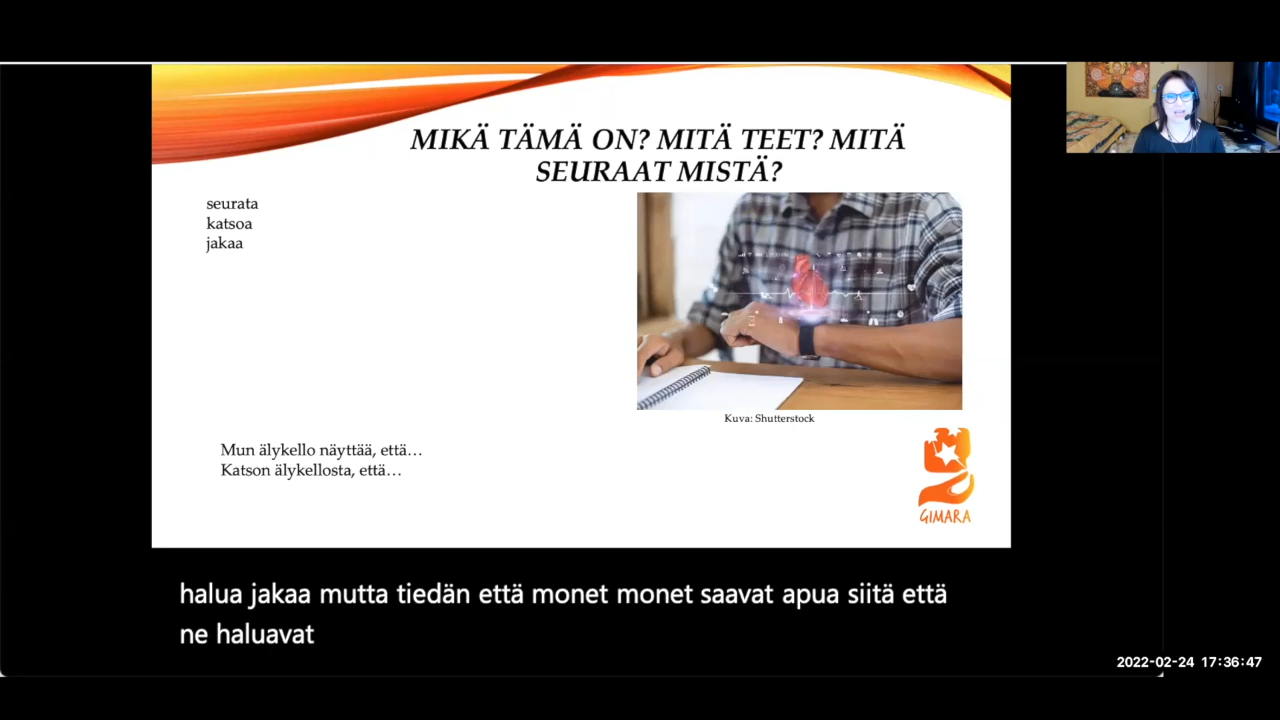 MIKÄ TÄMÄ ON? MITÄ TEET? MITÄ
SEURAAT MISTÄ?
seurata
katsoa
jakaa
Kuva: Shutterstock
Mun älykello näyttää, että…
Katson älykellosta, että…
GIMARA
halua jakaa mutta tiedän että monet monet saavat apua siitä että
ne haluavat
2022-02-24 17:36:47